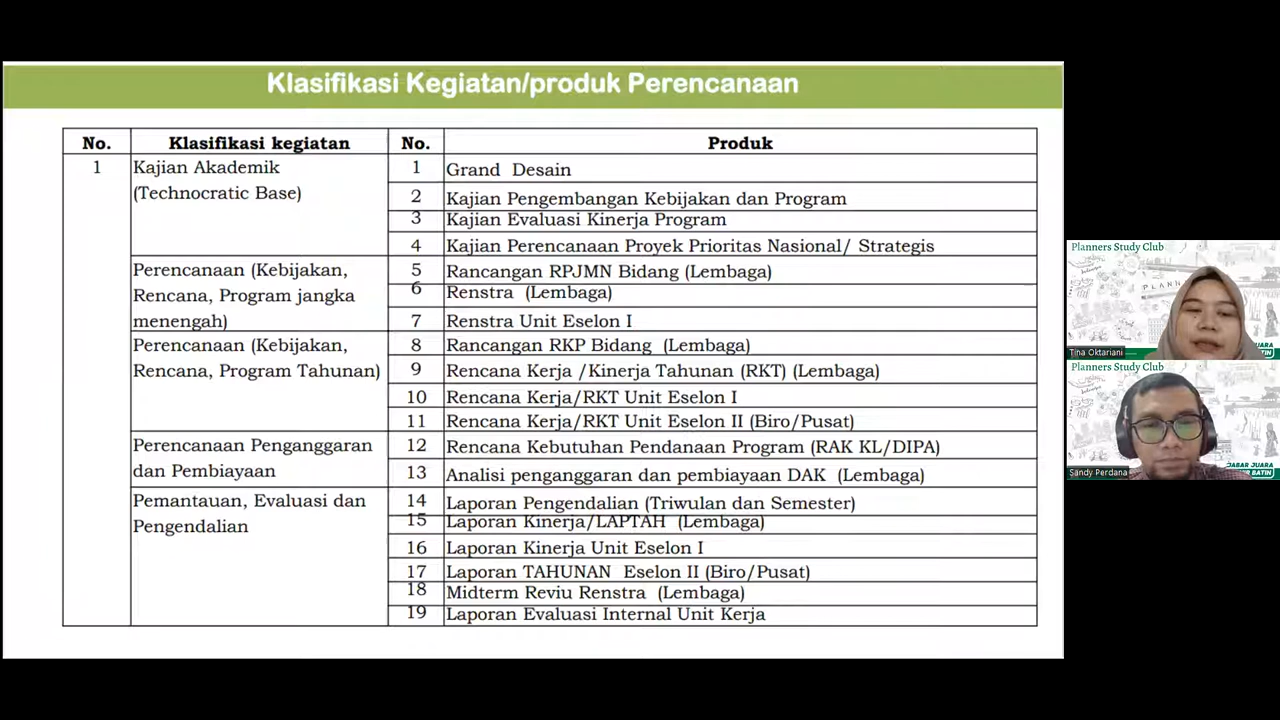 Klasifikasi Kegiatan/produk Perencanaan
No. Klasifikasi kegiatan No. Produk
1 Kajian Akademik (Technocratic Base) 1 Grand Desain
2 Kajian Pengembangan Kebijakan dan Program
3 Kajian Evaluasi Kinerja Program
4 Kajian Perencanaan Proyek Prioritas Nasional/ Strategis
Perencanaan (Kebijakan, Rencana, Program jangka menengah) 5 Rancangan RPJMN Bidang (Lembaga)
6 Renstra (Lembaga)
7 Renstra Unit Eselon I
Perencanaan (Kebijakan, Rencana, Program Tahunan) 8 Rancangan RKP Bidang (Lembaga)
9 Rencana Kerja /Kinerja Tahunan (RKT) (Lembaga)
10 Rencana Kerja/RKT Unit Eselon I
11 Rencana Kerja/RKT Unit Eselon II (Biro/Pusat)
Perencanaan Penganggaran dan Pembiayaan 12 Rencana Kebutuhan Pendanaan Program (RAK KL/DIPA)
13 Analisi penganggaran dan pembiayaan DAK (Lembaga)
Pemantauan, Evaluasi dan Pengendalian 14 Laporan Pengendalian (Triwulan dan Semester)
15 Laporan Kinerja/LAPTAH (Lembaga)
16 Laporan Kinerja Unit Eselon I
17 Laporan TAHUNAN Eselon II (Biro/Pusat)
18 Midterm Reviu Renstra (Lembaga)
19 Laporan Evaluasi Internal Unit Kerja
Planners Study Club
Tina Oktariani
Planners Study Club
JABAR JUARA
Sandy Perdana